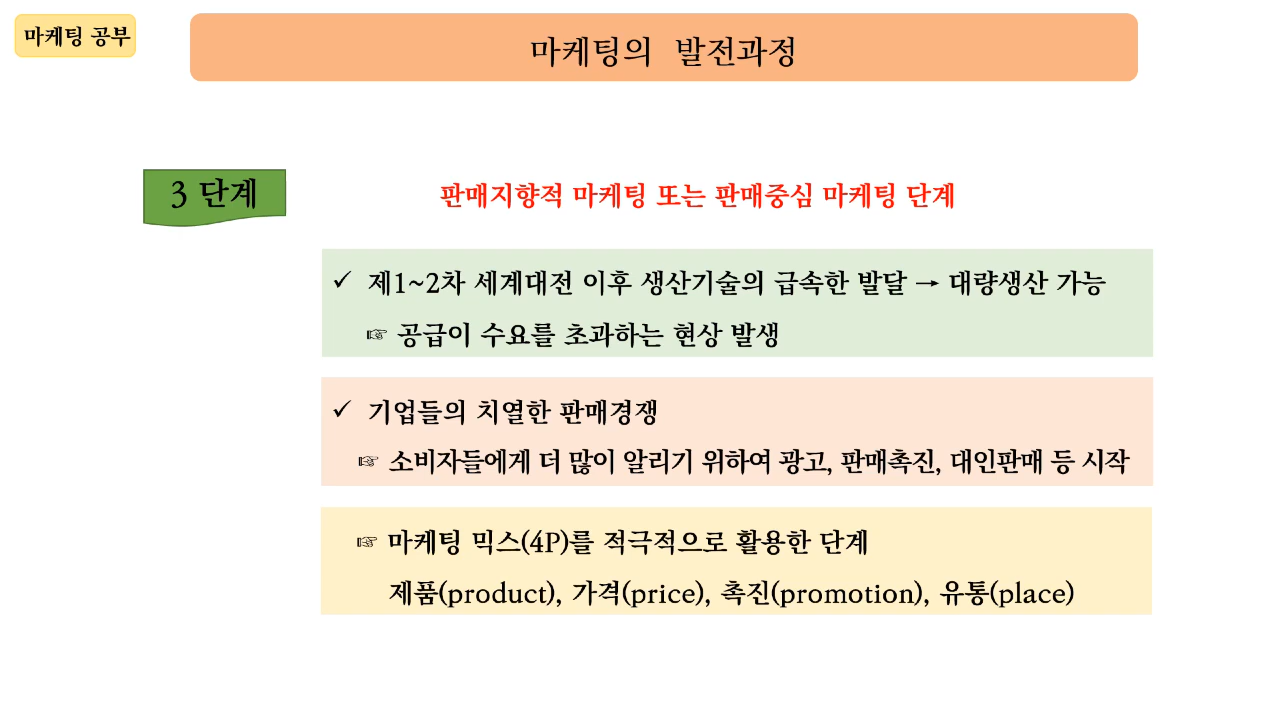 마케팅 공부
마케팅의 발전과정
3 단계
판매지향적 마케팅 또는 판매중심 마케팅 단계
✓ 제1~2차 세계대전 이후 생산기술의 급속한 발달 → 대량생산 가능
☞ 공급이 수요를 초과하는 현상 발생
✓ 기업들의 치열한 판매경쟁
☞ 소비자들에게 더 많이 알리기 위하여 광고, 판매촉진, 대인판매 등 시작
☞ 마케팅 믹스(4P)를 적극적으로 활용한 단계
제품(product), 가격(price), 촉진(promotion), 유통(place)